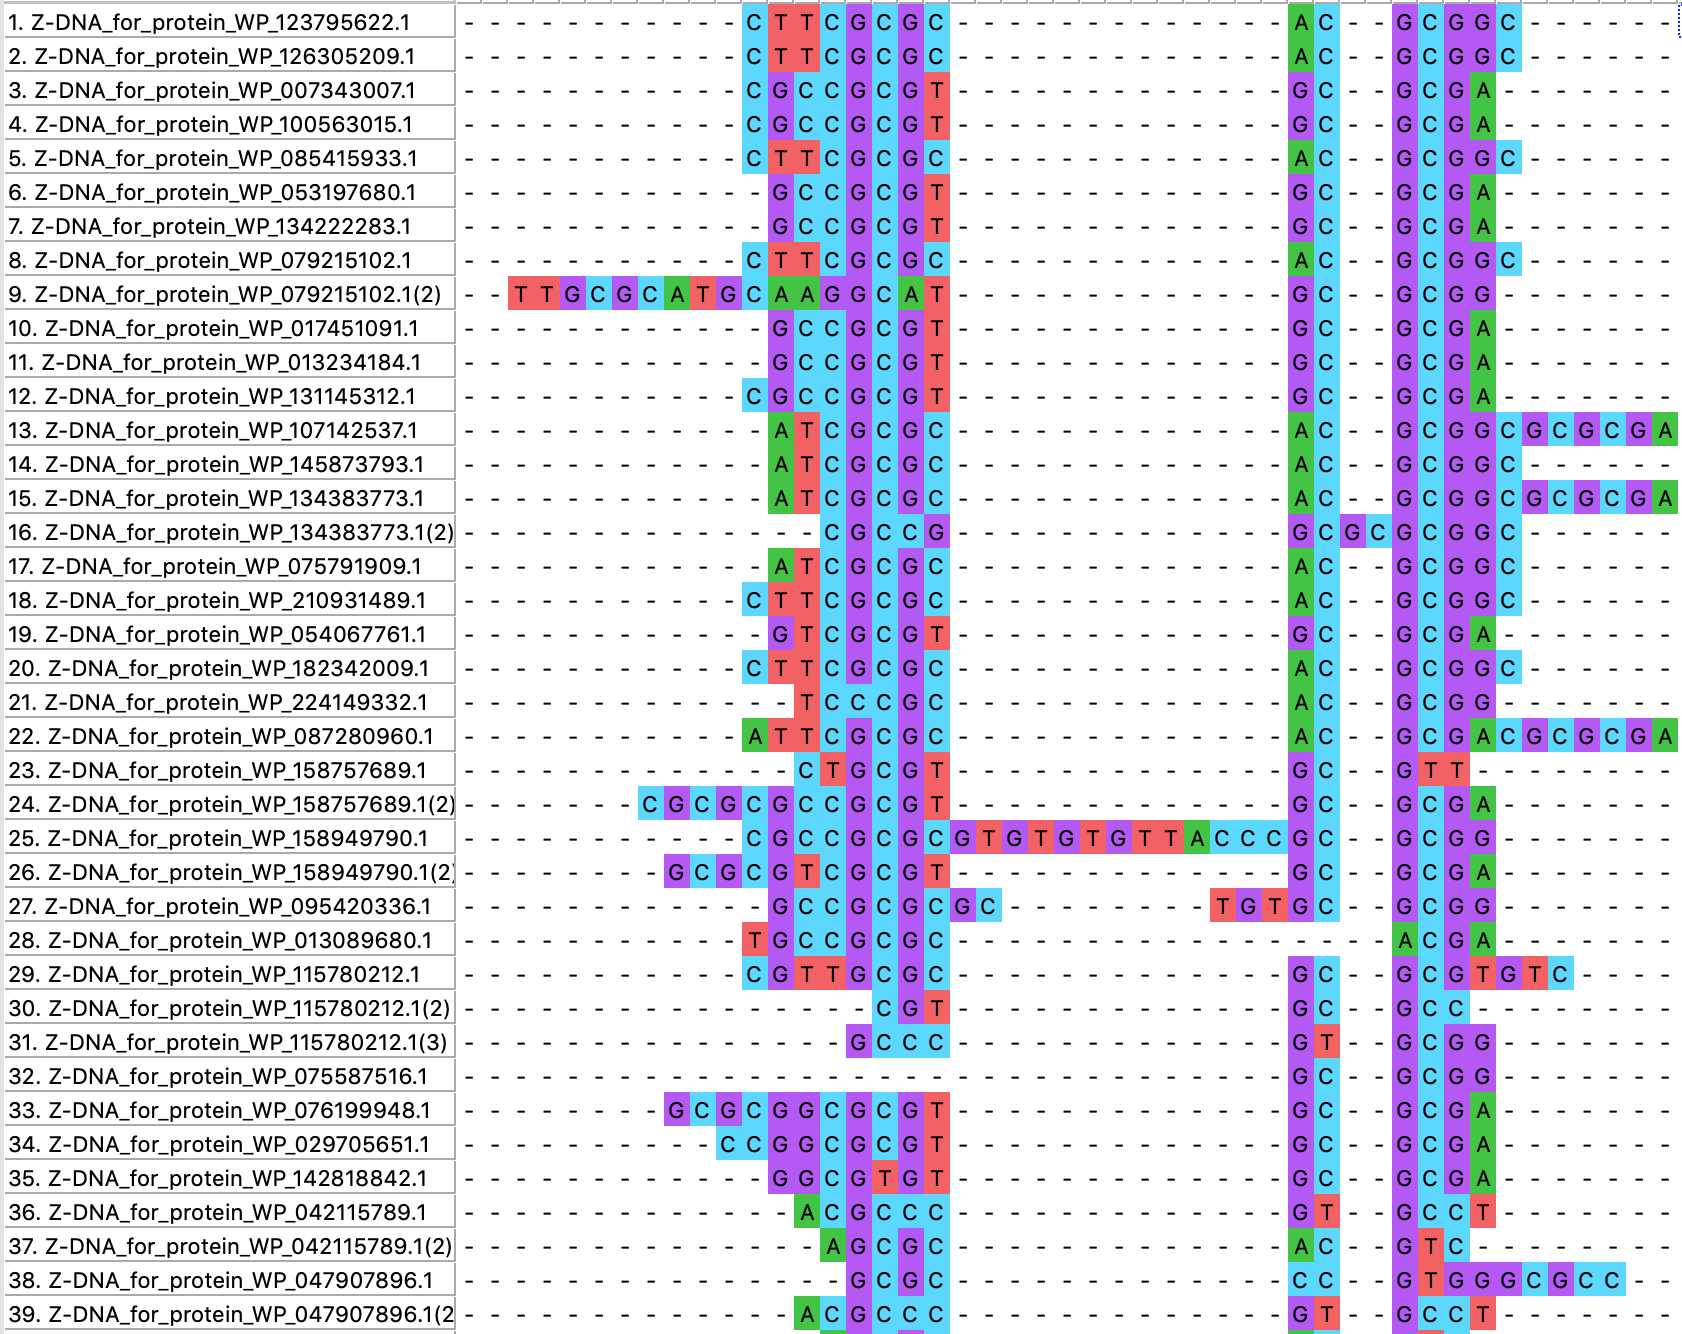 1. Z-DNA_for_protein_WP_123795622.1 - - - - - - - - - - - C T T C G C G C - - - - - - - - - - - - - A C - - G C G G C - - - - - -
2. Z-DNA_for_protein_WP_126305209.1 - - - - - - - - - - - C T T C G C G C - - - - - - - - - - - - - A C - - G C G G C - - - - - -
3. Z-DNA_for_protein_WP_007343007.1 - - - - - - - - - - - C G C C G C G T - - - - - - - - - - - - - G C - - G C G A - - - - - - -
4. Z-DNA_for_protein_WP_100563015.1 - - - - - - - - - - - C G C C G C G T - - - - - - - - - - - - - G C - - G C G A - - - - - - -
5. Z-DNA_for_protein_WP_085415933.1 - - - - - - - - - - - C T T C G C G C - - - - - - - - - - - - - A C - - G C G G C - - - - - -
6. Z-DNA_for_protein_WP_053197680.1 - - - - - - - - - - - - G C C G C G T - - - - - - - - - - - - - G C - - G C G A - - - - - - -
7. Z-DNA_for_protein_WP_134222283.1 - - - - - - - - - - - - G C C G C G T - - - - - - - - - - - - - G C - - G C G A - - - - - - -
8. Z-DNA_for_protein_WP_079215102.1 - - - - - - - - - - - C T T C G C G C - - - - - - - - - - - - - A C - - G C G G C - - - - - -
9. Z-DNA_for_protein_WP_079215102.1(2) - - T T G C G C A T G C A A G G C A T - - - - - - - - - - - - - G C - - G C G G - - - - - - -
10. Z-DNA_for_protein_WP_017451091.1 - - - - - - - - - - - - G C C G C G T - - - - - - - - - - - - - G C - - G C G A - - - - - - -
11. Z-DNA_for_protein_WP_013234184.1 - - - - - - - - - - - - G C C G C G T - - - - - - - - - - - - - G C - - G C G A - - - - - - -
12. Z-DNA_for_protein_WP_131145312.1 - - - - - - - - - - - C G C C G C G T - - - - - - - - - - - - - G C - - G C G A - - - - - - -
13. Z-DNA_for_protein_WP_107142537.1 - - - - - - - - - - - - A T C G C G C - - - - - - - - - - - - - A C - - G C G G C G C G C G A
14. Z-DNA_for_protein_WP_145873793.1 - - - - - - - - - - - - A T C G C G C - - - - - - - - - - - - - A C - - G C G G C - - - - - -
15. Z-DNA_for_protein_WP_134383773.1 - - - - - - - - - - - - A T C G C G C - - - - - - - - - - - - - A C - - G C G G C G C G C G A
16. Z-DNA_for_protein_WP_134383773.1(2) - - - - - - - - - - - - - - C G C C G - - - - - - - - - - - - - G C G C G C G G C - - - - - -
17. Z-DNA_for_protein_WP_075791909.1 - - - - - - - - - - - - A T C G C G C - - - - - - - - - - - - - A C - - G C G G C - - - - - -
18. Z-DNA_for_protein_WP_210931489.1 - - - - - - - - - - - C T T C G C G C - - - - - - - - - - - - - A C - - G C G G C - - - - - -
19. Z-DNA_for_protein_WP_054067761.1 - - - - - - - - - - - - G T C G C G T - - - - - - - - - - - - - G C - - G C G A - - - - - - -
20. Z-DNA_for_protein_WP_182342009.1 - - - - - - - - - - - C T T C G C G C - - - - - - - - - - - - - A C - - G C G G C - - - - - -
21. Z-DNA_for_protein_WP_224149332.1 - - - - - - - - - - - - - T C C C G C - - - - - - - - - - - - - A C - - G C G G - - - - - - -
22. Z-DNA_for_protein_WP_087280960.1 - - - - - - - - - - - A T T C G C G C - - - - - - - - - - - - - A C - - G C G A C G C G C G A
23. Z-DNA_for_protein_WP_158757689.1 - - - - - - - - - - - - - C T G C G T - - - - - - - - - - - - - G C - - G T T - - - - - - - -
24. Z-DNA_for_protein_WP_158757689.1(2) - - - - - - - C G C G C G C C G C G T - - - - - - - - - - - - - G C - - G C G A - - - - - - -
25. Z-DNA_for_protein_WP_158949790.1 - - - - - - - - - - - C G C C G C G C G T G T G T G T T A C C C G C - - G C G G - - - - - - -
26. Z-DNA_for_protein_WP_158949790.1(2) - - - - - - - - G C G C G T C G C G T - - - - - - - - - - - - - G C - - G C G A - - - - - - -
27. Z-DNA_for_protein_WP_095420336.1 - - - - - - - - - - - - G C C G C G C G C - - - - - - - - T G T G C - - G C G G - - - - - - -
28. Z-DNA_for_protein_WP_013089680.1 - - - - - - - - - - - T G C C G C G C - - - - - - - - - - - - - - - - - A C G A - - - - - - -
29. Z-DNA_for_protein_WP_115780212.1 - - - - - - - - - - - C G T T G C G C - - - - - - - - - - - - - G C - - G C G T G T C - - - -
30. Z-DNA_for_protein_WP_115780212.1(2) - - - - - - - - - - - - - - - - C G T - - - - - - - - - - - - - G C - - G C C - - - - - - - -
31. Z-DNA_for_protein_WP_115780212.1(3) - - - - - - - - - - - - - - - G C C C - - - - - - - - - - - - - G T - - G C G G - - - - - - -
32. Z-DNA_for_protein_WP_075587516.1 - - - - - - - - - - - - - - - - - - - - - - - - - - - - - - - - G C - - G C G G - - - - - - -
33. Z-DNA_for_protein_WP_076199948.1 - - - - - - - - G C G C G G C G C G T - - - - - - - - - - - - - G C - - G C G A - - - - - - -
34. Z-DNA_for_protein_WP_029705651.1 - - - - - - - - - - C C G G C G C G T - - - - - - - - - - - - - G C - - G C G A - - - - - - -
35. Z-DNA_for_protein_WP_142818842.1 - - - - - - - - - - - - G G C G T G T - - - - - - - - - - - - - G C - - G C G A - - - - - - -
36. Z-DNA_for_protein_WP_042115789.1 - - - - - - - - - - - - - A C G C C C - - - - - - - - - - - - - G T - - G C C T - - - - - - -
37. Z-DNA_for_protein_WP_042115789.1(2) - - - - - - - - - - - - - - A G C G C - - - - - - - - - - - - - A C - - G T C - - - - - - - -
38. Z-DNA_for_protein_WP_047907896.1 - - - - - - - - - - - - - - - G C G C - - - - - - - - - - - - - C C - - G T G G G C G C C - -
39. Z-DNA_for_protein_WP_047907896.1(2 - - - - - - - - - - - - - A C G C C C - - - - - - - - - - - - - G T - - G C C T - - - - - - -